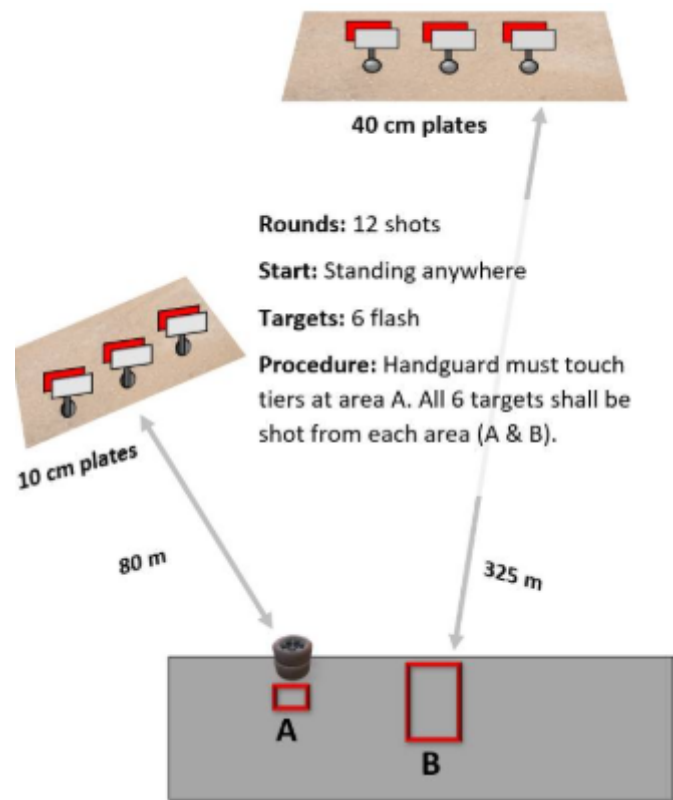 40 cm plates
Rounds: 12 shots
Start: Standing anywhere
Targets: 6 flash
Procedure: Handguard must touch
tiers at area A. All 6 targets shall be
shot from each area (A & B).
10 cm plates
80 m
325 m
A
B